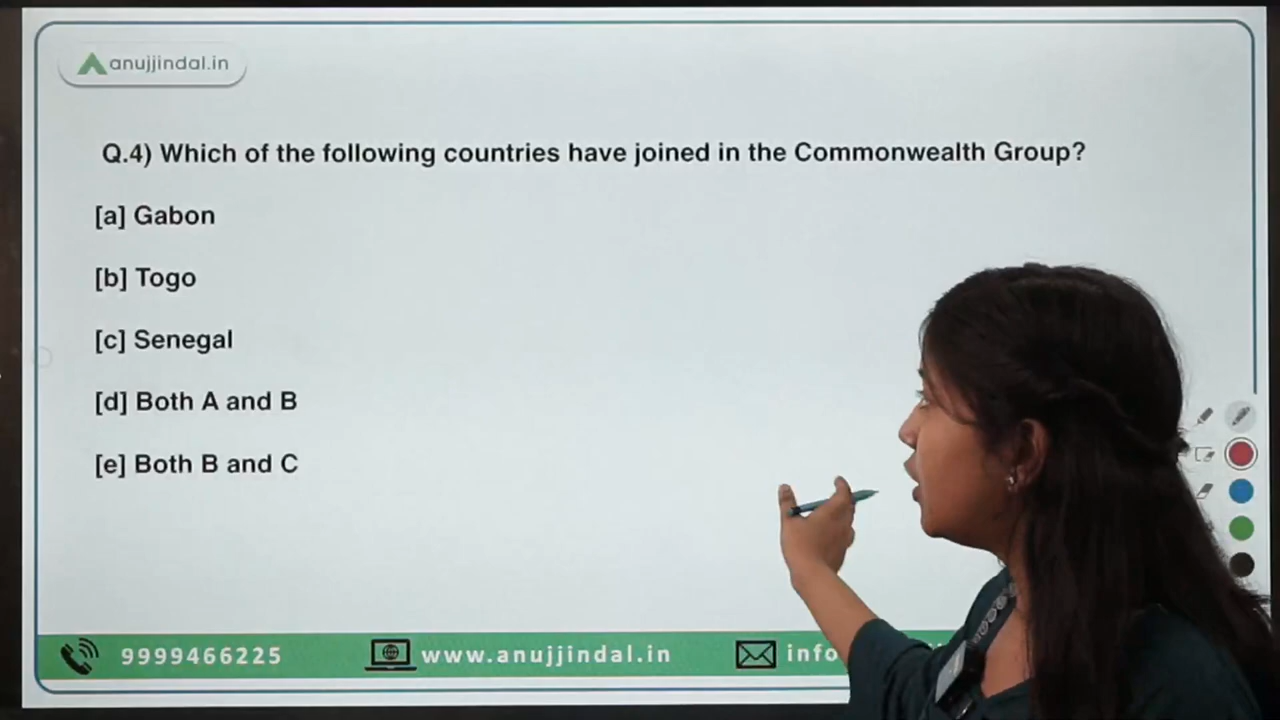 anujjindal.in
Q.4) Which of the following countries have joined in the Commonwealth Group?
[a] Gabon
[b] Togo
[c] Senegal
[d] Both A and B
[e] Both B and C
9999466225
www.anujjindal.in
info